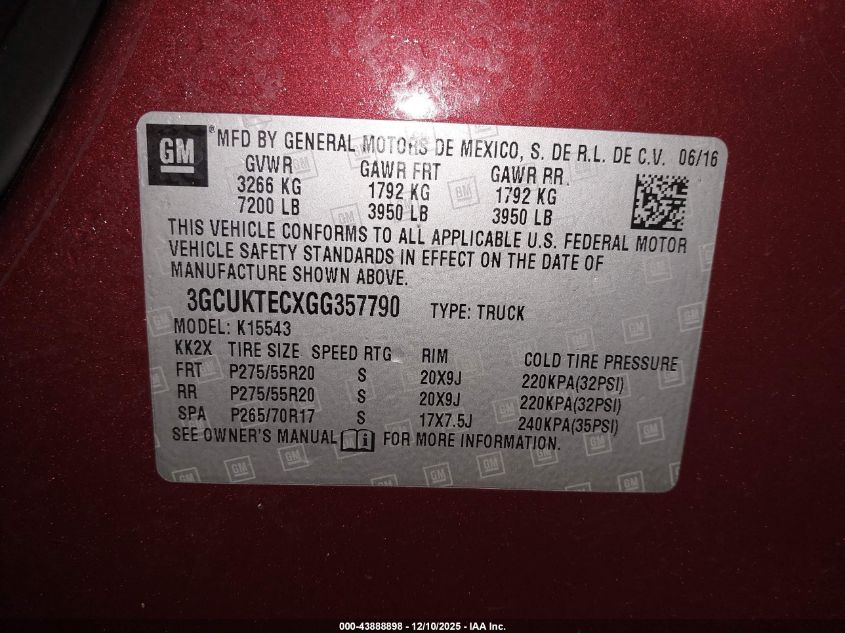 GM ® MFD BY GENERAL MOTORS DE MEXICO, S. DE R.L. DE C.V. 06/16
GVWR GAWR FRT GAWR RR
3266 KG 1792 KG 1792 KG
7200 LB 3950 LB 3950 LB
THIS VEHICLE CONFORMS TO ALL APPLICABLE U.S. FEDERAL MOTOR
VEHICLE SAFETY STANDARDS IN EFFECT ON THE DATE OF
MANUFACTURE SHOWN ABOVE.
3GCUKTECXGG357790 TYPE: TRUCK
MODEL: K15543
KK2X TIRE SIZE SPEED RTG RIM COLD TIRE PRESSURE
FRT P275/55R20 S 20X9J 220KPA(32PSI)
RR P275/55R20 S 20X9J 220KPA(32PSI)
SPA P265/70R17 S 17X7.5J 240KPA(35PSI)
SEE OWNER'S MANUAL i FOR MORE INFORMATION.
000-43888898 - 12/10/2025 - IAA Inc.